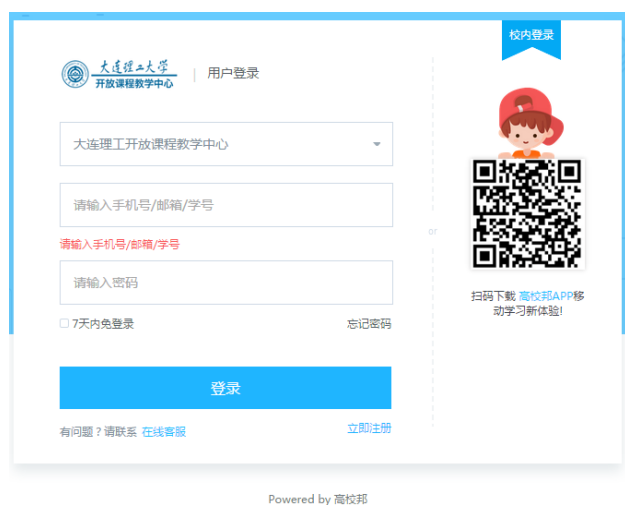 校内登录
大连理工大学
开放课程教学中心
用户登录
大连理工开放课程教学中心
请输入手机号/邮箱/学号
请输入手机号/邮箱/学号
请输入密码
7天内免登录
忘记密码
登录
有问题？请联系 在线客服
立即注册
or
扫码下载 高校邦APP移
动学习新体验!
Powered by 高校邦